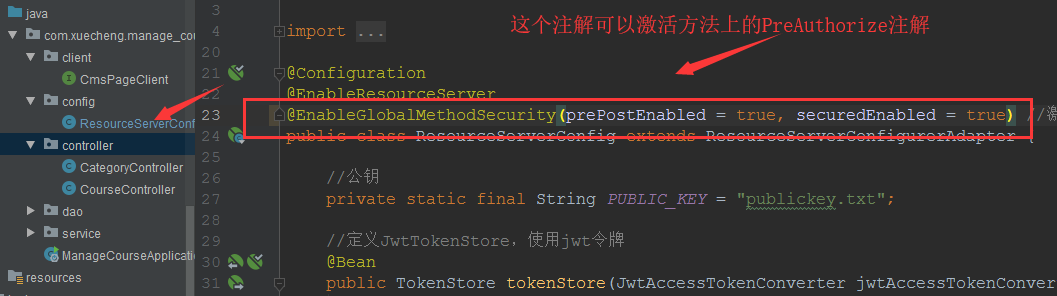 java
com.xuecheng.manage_cou
client
CmsPageClient
config
ResourceServerConf
controller
CategoryController
CourseController
dao
service
ManageCourseApplicatio
resources
这个注解可以激活方法上的PreAuthorize注解
3
4 import ...
20
21 @Configuration
22 @EnableResourceServer
23 @EnableGlobalMethodSecurity(prePostEnabled = true, securedEnabled = true) //激
24 public class ResourceServerConfig extends ResourceServerConfigurerAdapter {
25
26 //公钥
27 private static final String PUBLIC_KEY = "publickey.txt";
28
29 //定义JwtTokenStore，使用jwt令牌
30 @Bean
31 public TokenStore tokenStore(JwtAccessTokenConverter jwtAccessTokenConver